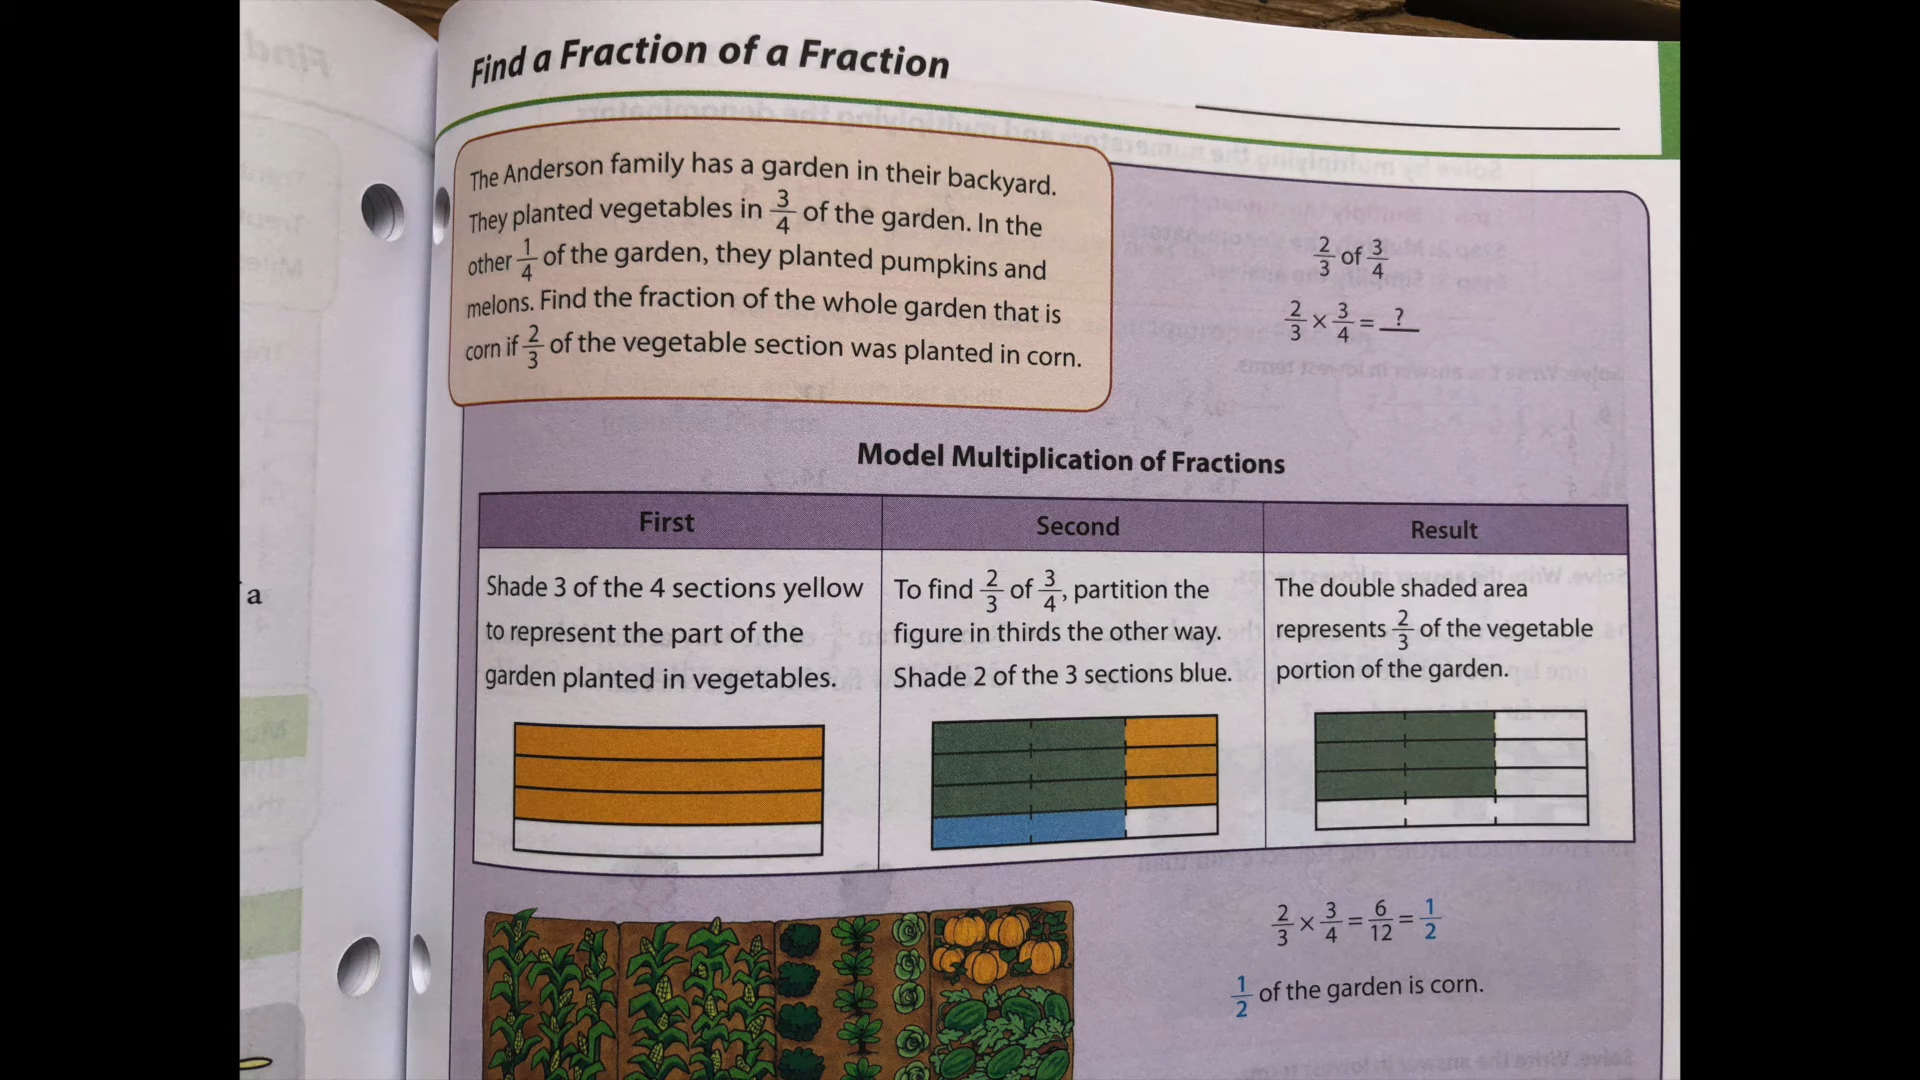 Find a Fraction of a Fraction
The Anderson family has a garden in their backyard.
They planted vegetables in 3/4 of the garden. In the
other 1/4 of the garden, they planted pumpkins and
melons. Find the fraction of the whole garden that is
corn if 2/3 of the vegetable section was planted in corn.
2/3 of 3/4
2/3 × 3/4 = ?
Model Multiplication of Fractions
First
Shade 3 of the 4 sections yellow
to represent the part of the
garden planted in vegetables.
Second
To find 2/3 of 3/4, partition the
figure in thirds the other way.
Shade 2 of the 3 sections blue.
Result
The double shaded area
represents 2/3 of the vegetable
portion of the garden.
a
2/3 × 3/4 = 6/12 = 1/2
1/2 of the garden is corn.